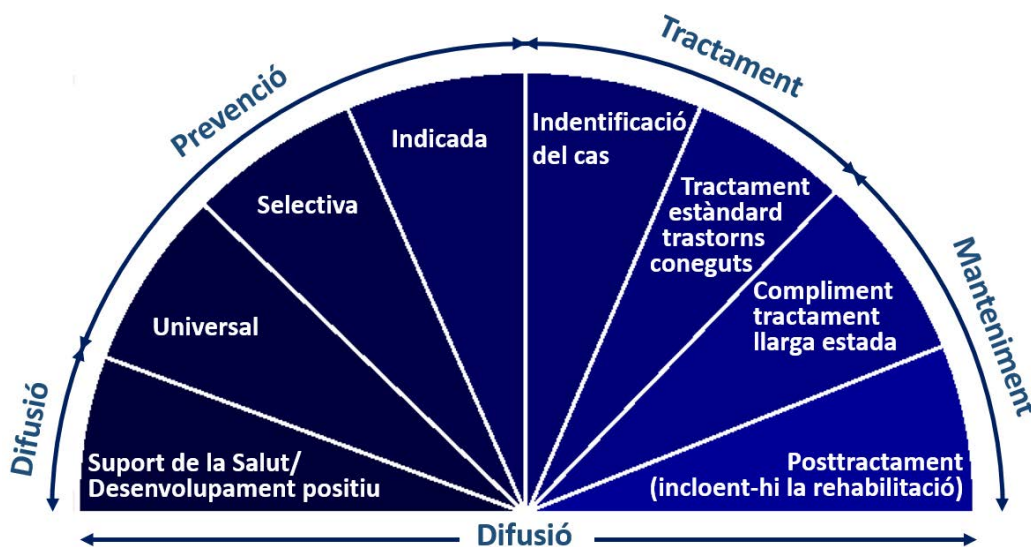 Difusió
Prevenció
Tractament
Manteniment
Suport de la Salut/
Desenvolupament positiu
Universal
Selectiva
Indicada
Indentificació
del cas
Tractament
estàndard
trastorns
coneguts
Compliment
tractament
llarga estada
Posttractament
(incloent-hi la rehabilitació)
Difusió